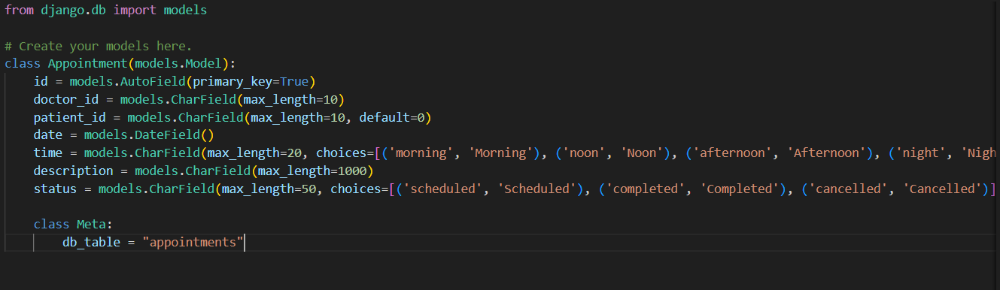 from django.db import models
# Create your models here.
class Appointment(models.Model):
id = models.AutoField(primary_key=True)
doctor_id = models.CharField(max_length=10)
patient_id = models.CharField(max_length=10, default=0)
date = models.DateField()
time = models.CharField(max_length=20, choices=[('morning', 'Morning'), ('noon', 'Noon'), ('afternoon', 'Afternoon'), ('night', 'Nigh
description = models.CharField(max_length=1000)
status = models.CharField(max_length=50, choices=[('scheduled', 'Scheduled'), ('completed', 'Completed'), ('cancelled', 'Cancelled')]
class Meta:
db_table = "appointments"